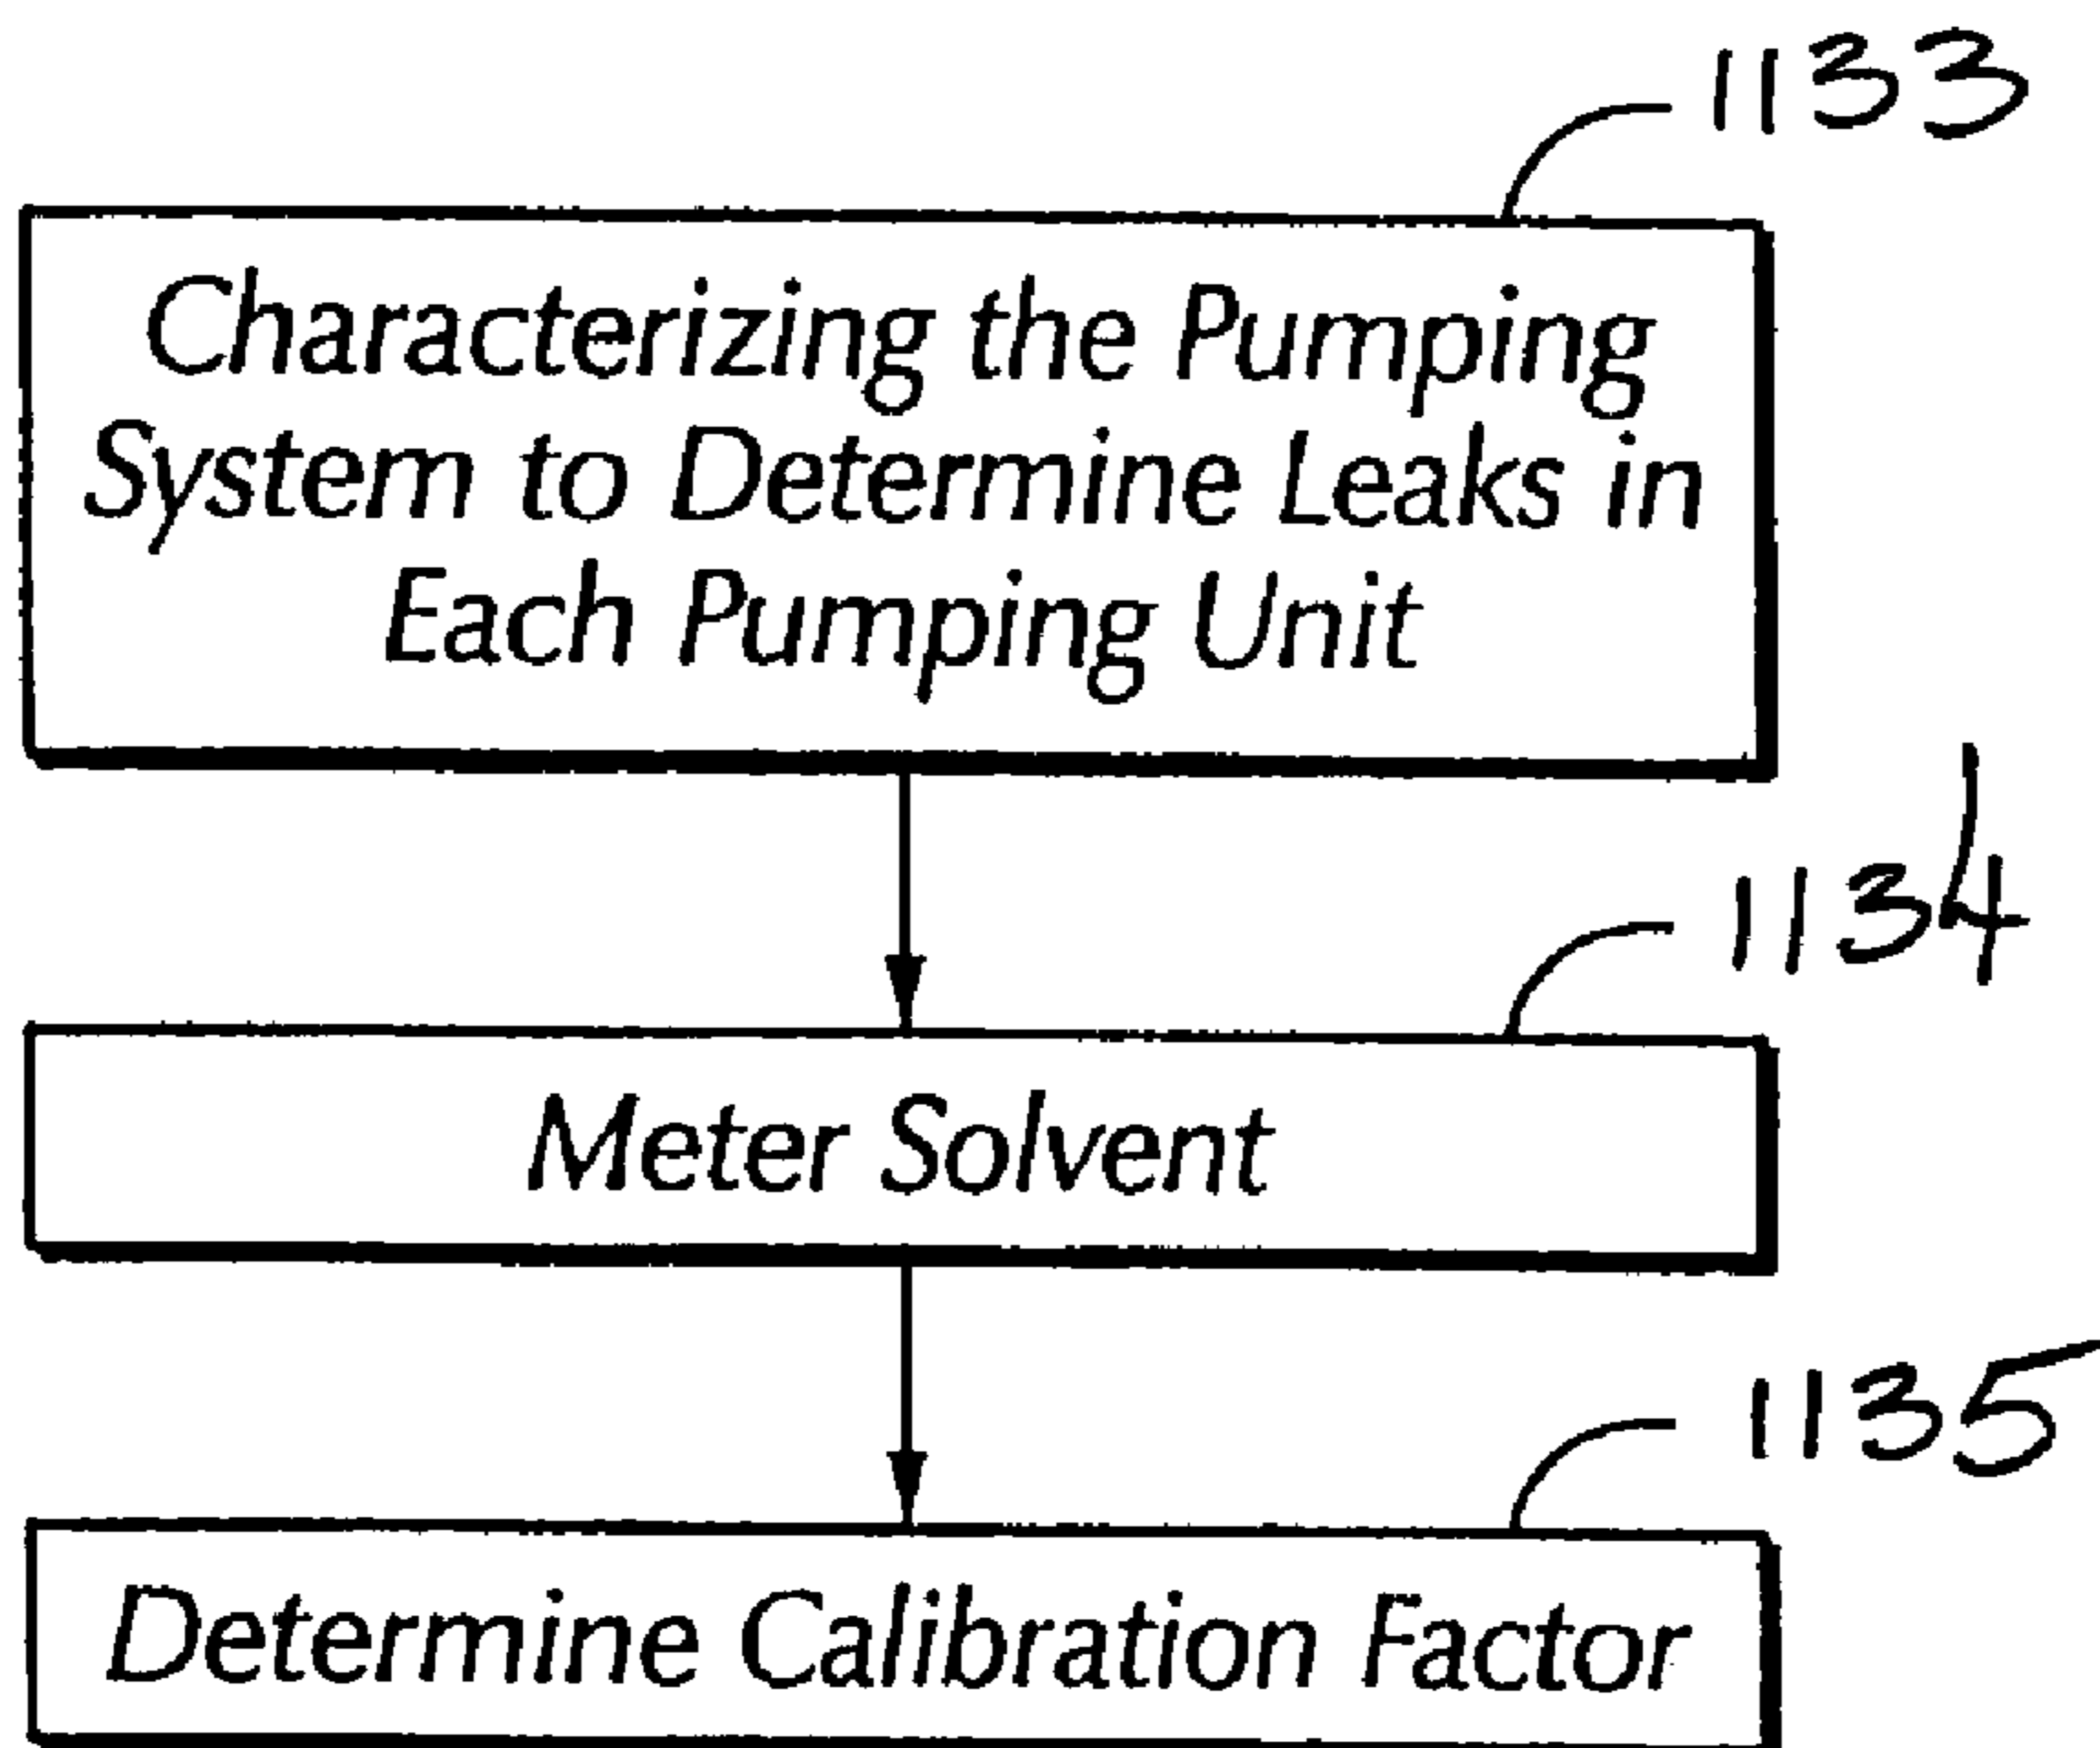 1133
Characterizing the Pumping
System to Determine Leaks in
Each Pumping Unit
1134
Meter Solvent
1135
Determine Calibration Factor